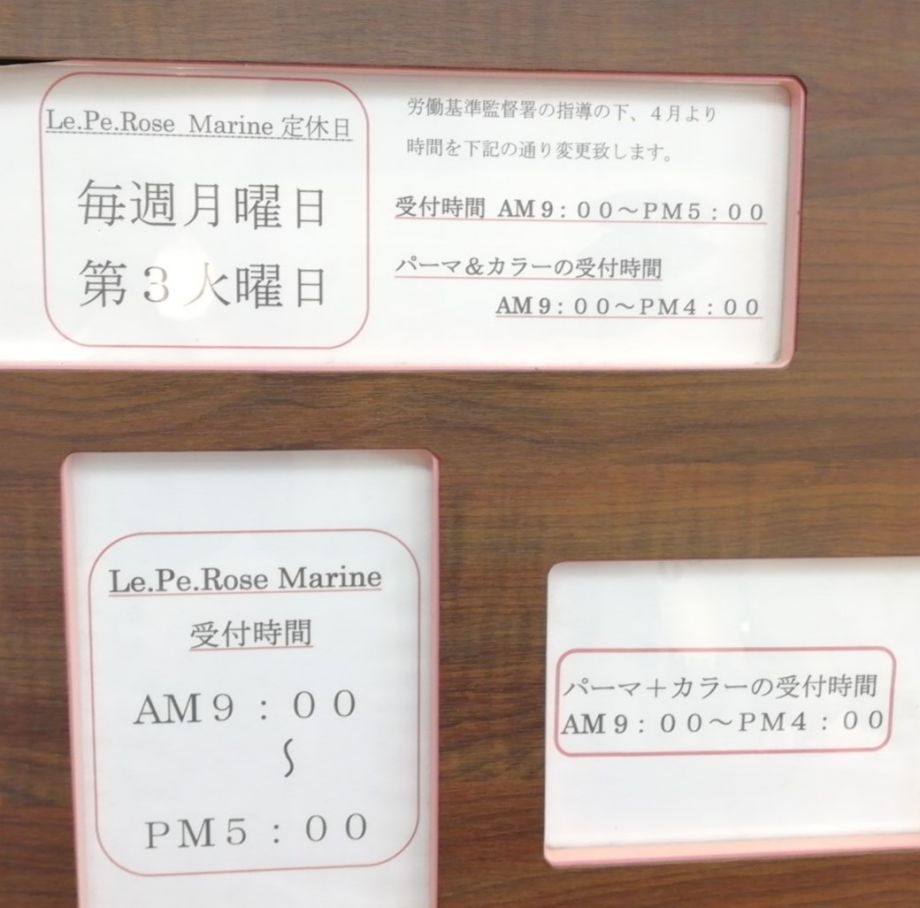 Le.Pe.Rose Marine 定休日
毎週月曜日
第３火曜日
労働基準監督署の指導の下、４月より
時間を下記の通り変更致します。
受付時間 AM９：００～PM５：００
パーマ＆カラーの受付時間
AM９：００～PM４：００
Le.Pe.Rose Marine
受付時間
AM９：００
～
PM５：００
パーマ＋カラーの受付時間
AM９：００～PM４：００